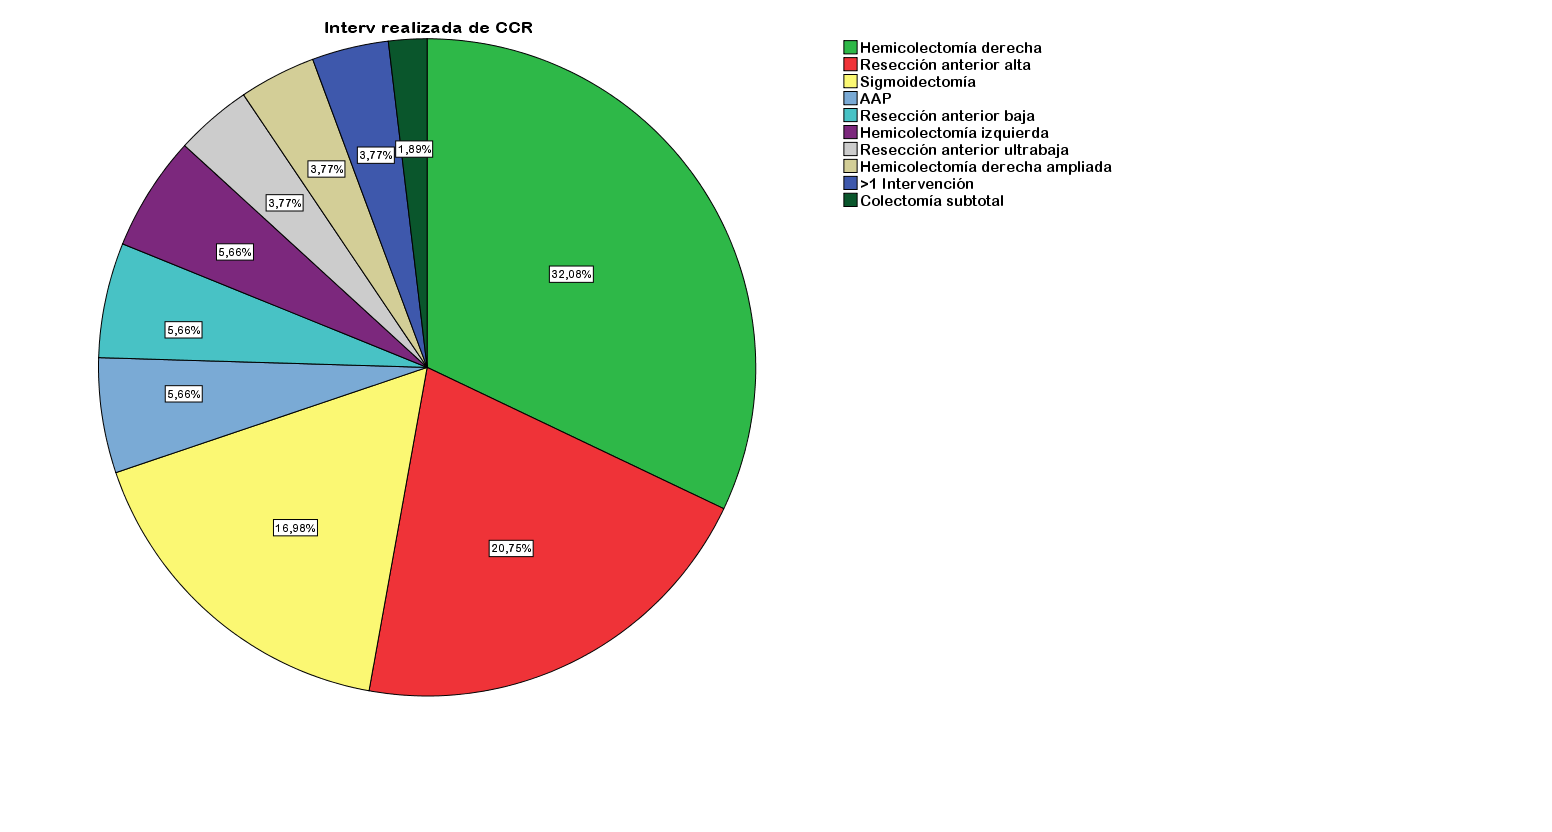 Interv realizada de CCR
Hemicolectomía derecha
Resección anterior alta
Sigmoidectomía
AAP
Resección anterior baja
Hemicolectomía izquierda
Resección anterior ultrabaja
Hemicolectomía derecha ampliada
>1 Intervención
Colectomía subtotal
1,89%
3,77%
3,77%
3,77%
5,66%
32,08%
5,66%
5,66%
16,98%
20,75%